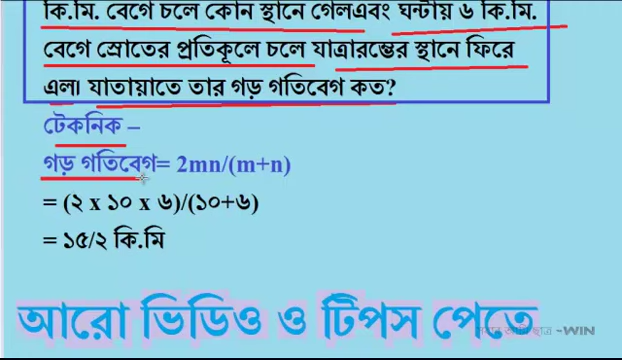 কি.মি. বেগে চলে কোন স্থানে গেলএবং ঘন্টায় ৬ কি.মি.
বেগে স্রোতের প্রতিকূলে চলে যাত্রারম্ভের স্থানে ফিরে
এল। যাতায়াতে তার গড় গতিবেগ কত?
টেকনিক –
গড় গতিবেগ= 2mn/(m+n)
= (২ x ১০ x ৬)/(১০+৬)
= ১৫/২ কি.মি
আরো ভিডিও ও টিপস পেতে
ছাত্র -WIN